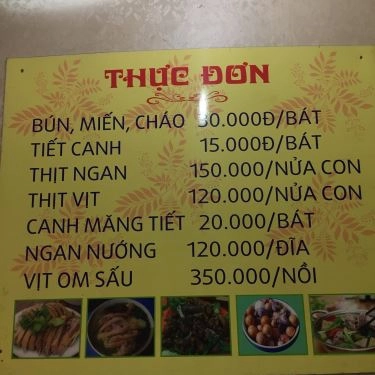 THỰC ĐƠN
BÚN, MIẾN, CHÁO 30.000Đ/BÁT
TIẾT CANH 15.000Đ/BÁT
THỊT NGAN 150.000/NỬA CON
THỊT VỊT 120.000/NỬA CON
CANH MĂNG TIẾT 20.000/BÁT
NGAN NƯỚNG 120.000/ĐĨA
VỊT OM SẤU 350.000/NỒI